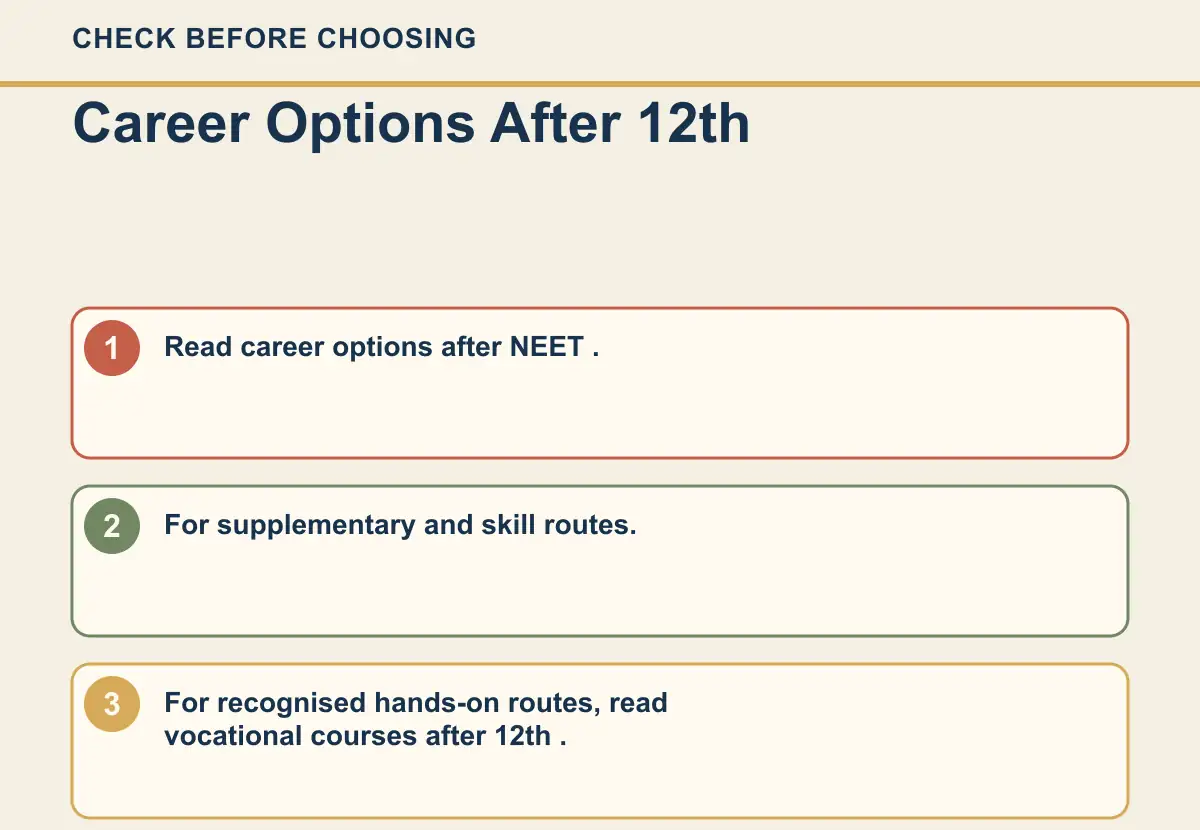 CHECK BEFORE CHOOSING
Career Options After 12th
1
Read career options after NEET .
2
For supplementary and skill routes.
3
For recognised hands-on routes, read
vocational courses after 12th .